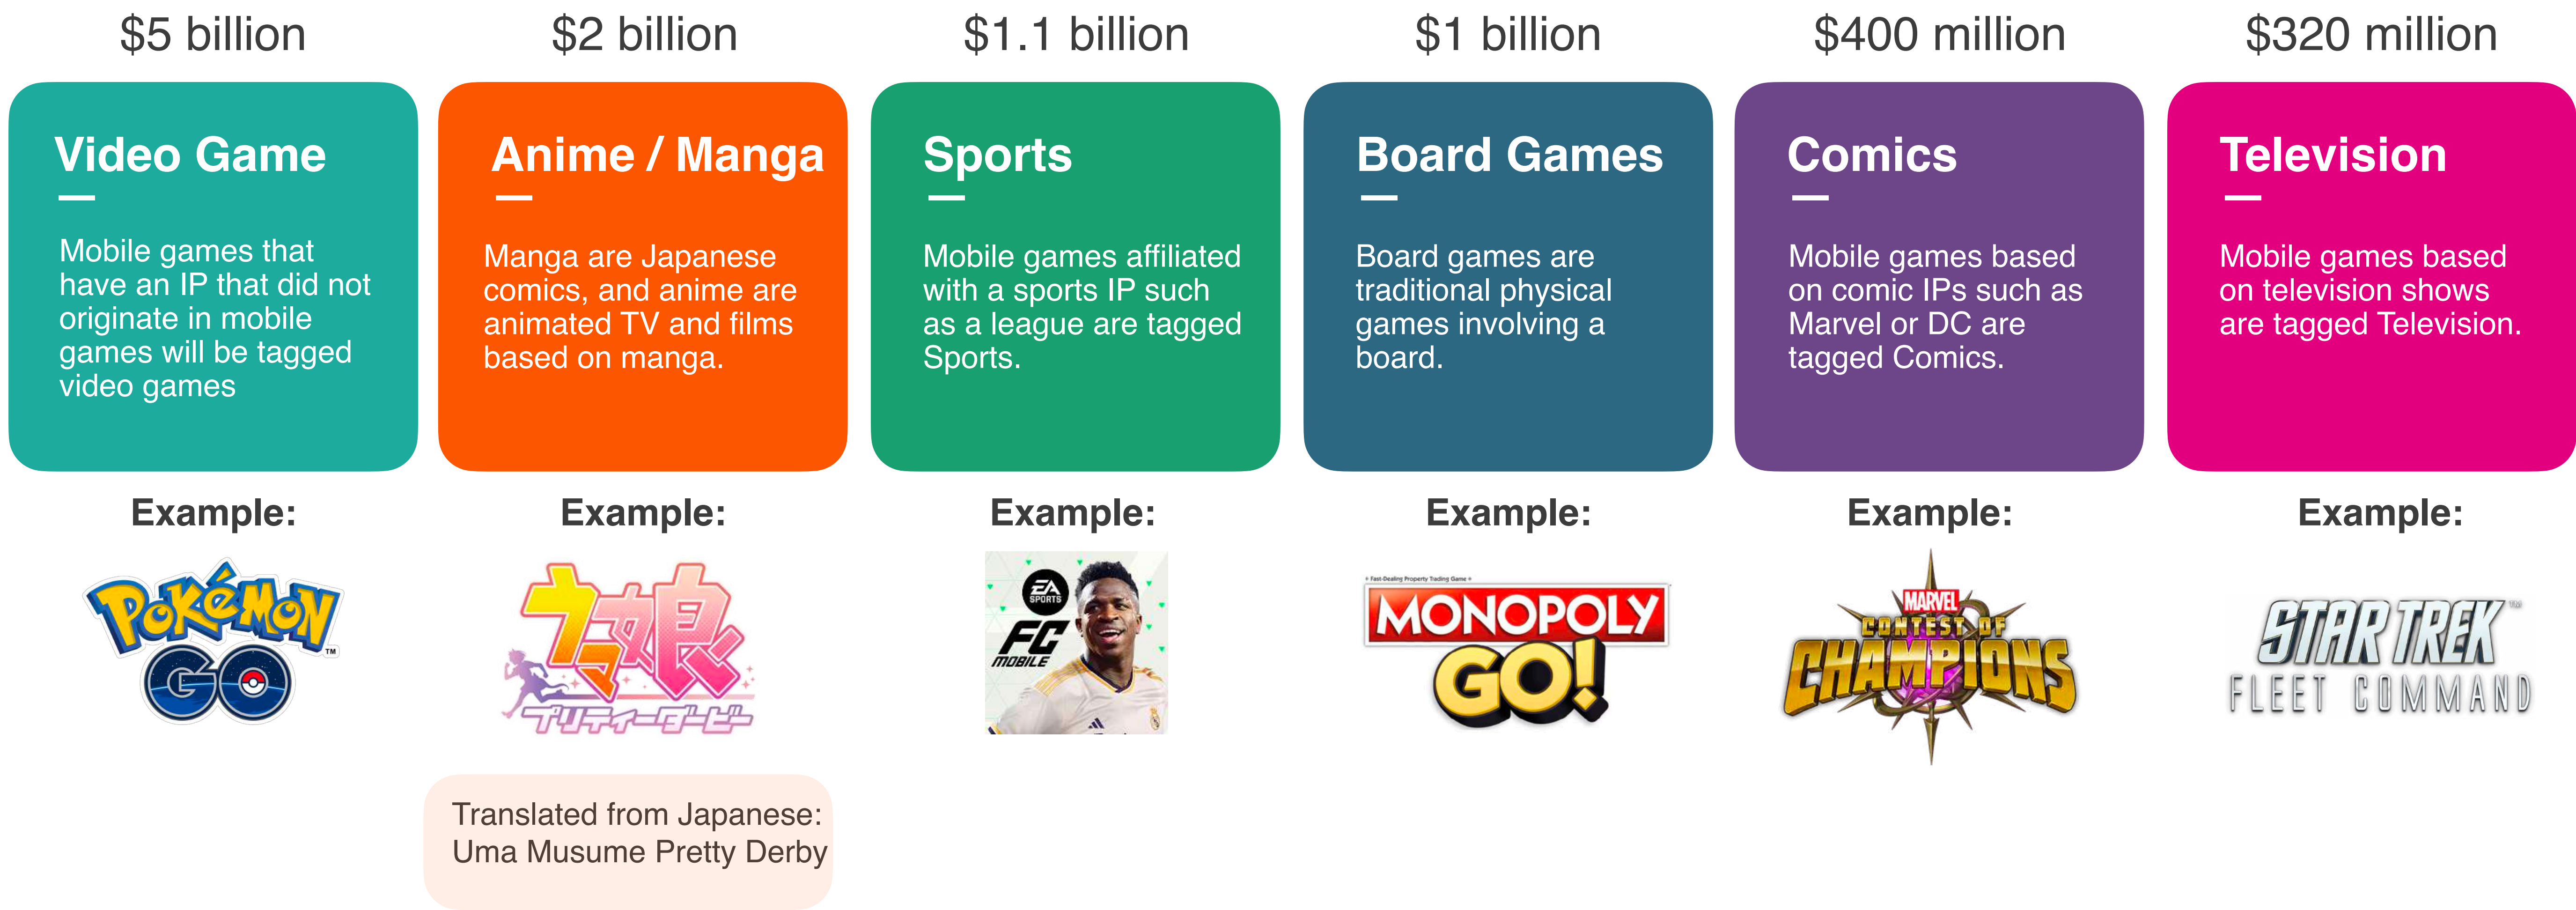 $5 billion
$2 billion
$1.1 billion
$1 billion
$400 million
$320 million
Video Game
Mobile games that
have an IP that did not
originate in mobile
games will be tagged
video games
Anime / Manga
Manga are Japanese
comics, and anime are
animated TV and films
based on manga.
Sports
Mobile games affiliated
with a sports IP such
as a league are tagged
Sports.
Board Games
Board games are
traditional physical
games involving a
board.
Comics
Mobile games based
on comic IPs such as
Marvel or DC are
tagged Comics.
Television
Mobile games based
on television shows
are tagged Television.
Example:
Example:
Example:
Example:
Example:
Example:
POKéMON
TM
GO
ウマ娘
プリティーダービー
EA
SPORTS
FC
MOBILE
Fast-Dealing Property Trading Game
MONOPOLY
GO!
MARVEL
CONTEST OF
CHAMPIONS
STAR TREK™
FLEET COMMAND
Translated from Japanese:
Uma Musume Pretty Derby